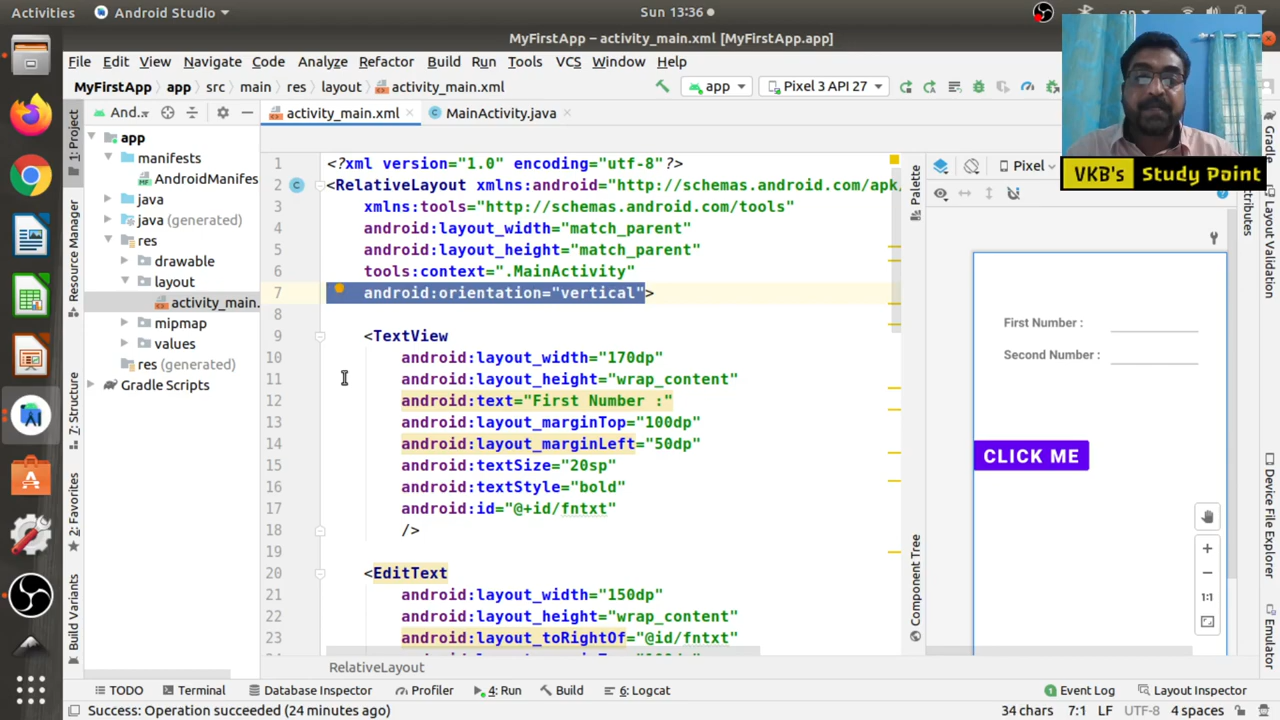 Activities
Android Studio
Sun 13:36
MyFirstApp – activity_main.xml [MyFirstApp.app]
File Edit View Navigate Code Analyze Refactor Build Run Tools VCS Window Help
MyFirstApp app src main res layout activity_main.xml
app
Pixel 3 API 27
And..
activity_main.xml
MainActivity.java
VKB's Study Point
1: Project
Resource Manager
7: Structure
2: Favorites
Build Variants
app
manifests
AndroidManifes
java
java (generated)
res
drawable
layout
activity_main.
mipmap
values
res (generated)
Gradle Scripts
1 <?xml version="1.0" encoding="utf-8"?>
2 <RelativeLayout xmlns:android="http://schemas.android.com/apk/
3 xmlns:tools="http://schemas.android.com/tools"
4 android:layout_width="match_parent"
5 android:layout_height="match_parent"
6 tools:context=".MainActivity"
7 android:orientation="vertical">
8
9 <TextView
10 android:layout_width="170dp"
11 android:layout_height="wrap_content"
12 android:text="First Number :"
13 android:layout_marginTop="100dp"
14 android:layout_marginLeft="50dp"
15 android:textSize="20sp"
16 android:textStyle="bold"
17 android:id="@+id/fntxt"
18 />
19
20 <EditText
21 android:layout_width="150dp"
22 android:layout_height="wrap_content"
23 android:layout_toRightOf="@id/fntxt"
RelativeLayout
Palette
Component Tree
Pixel
First Number :
Second Number :
CLICK ME
1:1
Gradle
Layout Validation
Device File Explorer
Emulator
TODO
Terminal
Database Inspector
Profiler
4: Run
Build
6: Logcat
1 Event Log
Layout Inspector
Success: Operation succeeded (24 minutes ago)
34 chars 7:1 LF UTF-8 4 spaces